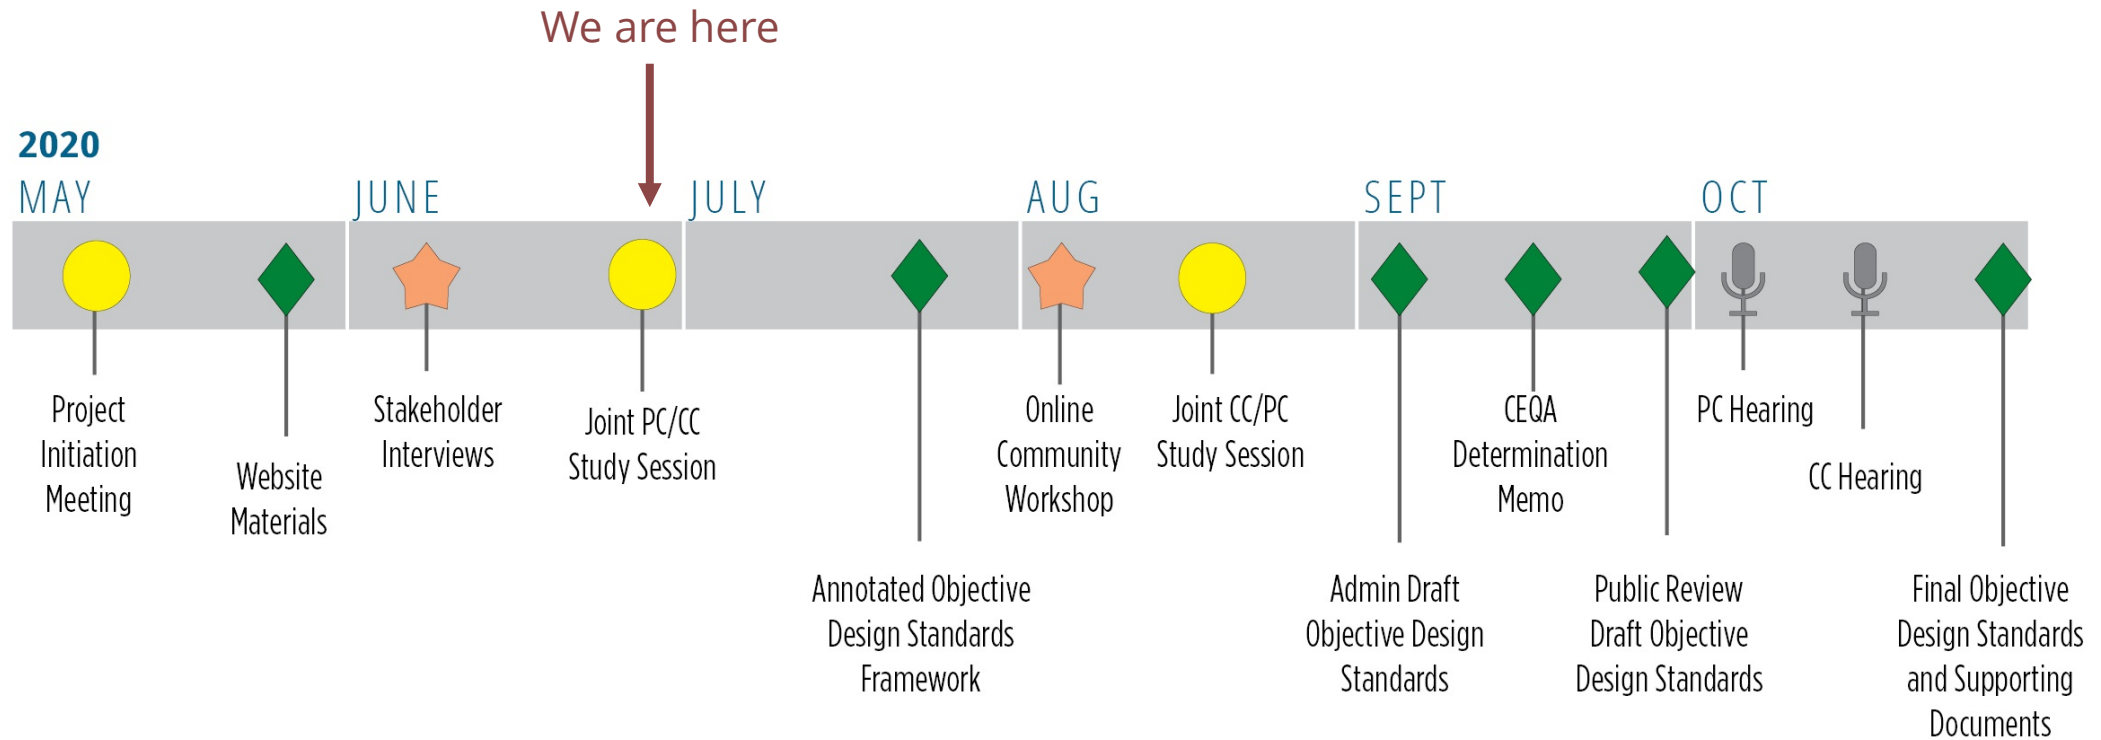 We are here
2020
MAY
JUNE
JULY
AUG
SEPT
OCT
Project
Initiation
Meeting
Website
Materials
Stakeholder
Interviews
Joint PC/CC
Study Session
Annotated Objective
Design Standards
Framework
Online
Community
Workshop
Joint CC/PC
Study Session
Admin Draft
Objective Design
Standards
CEQA
Determination
Memo
Public Review
Draft Objective
Design Standards
PC Hearing
CC Hearing
Final Objective
Design Standards
and Supporting
Documents